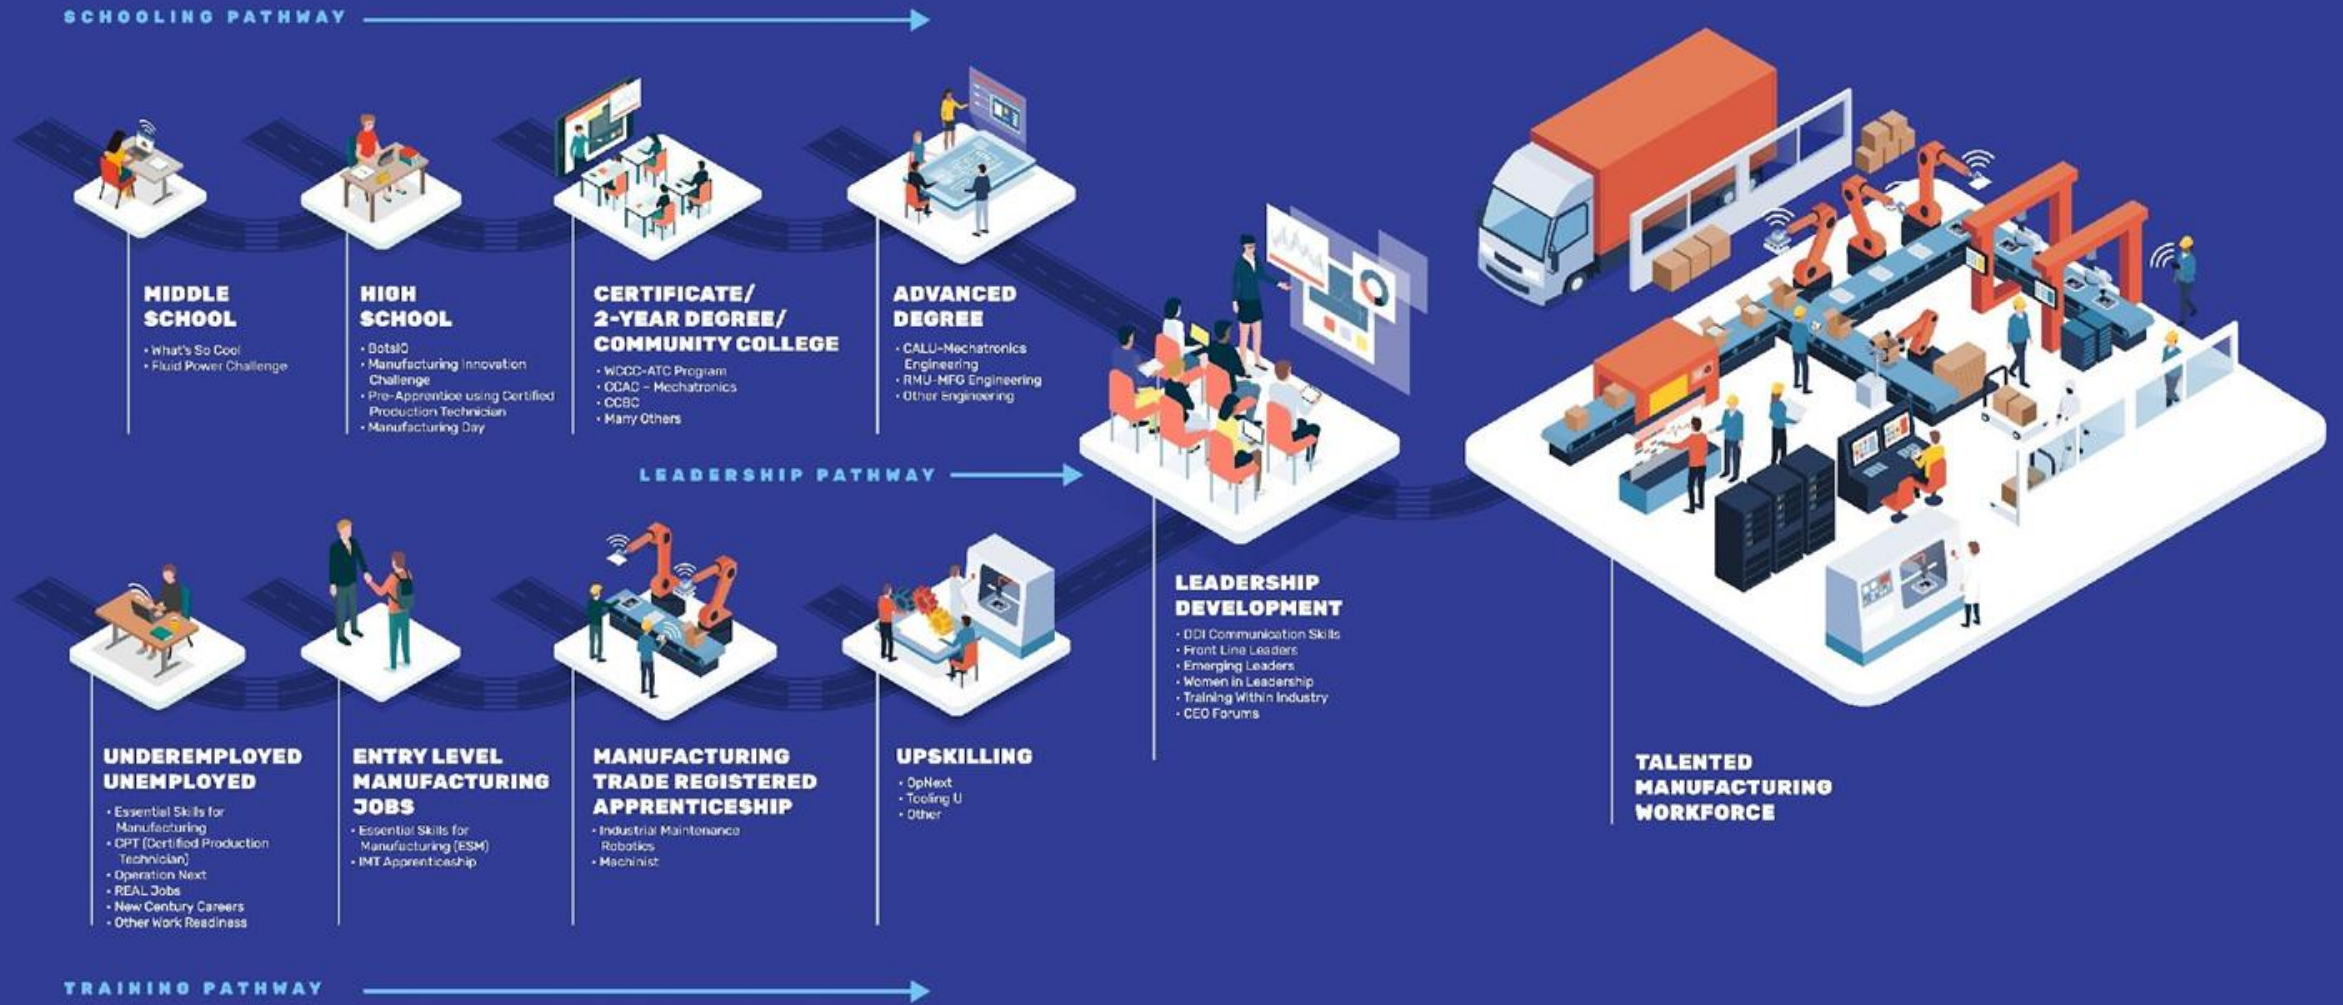 SCHOOLING PATHWAY
MIDDLE
SCHOOL
• What's So Cool
• Fluid Power Challenge
HIGH
SCHOOL
• BotsIQ
• Manufacturing Innovation
Challenge
• Pre-Apprentice using Certified
Production Technician
• Manufacturing Day
CERTIFICATE/
2-YEAR DEGREE/
COMMUNITY COLLEGE
• WCCC-ATC Program
• CCAC – Mechatronics
• CCBC
• Many Others
ADVANCED
DEGREE
• CALU-Mechatronics
Engineering
• RMU-MFG Engineering
• Other Engineering
LEADERSHIP PATHWAY
LEADERSHIP
DEVELOPMENT
• DDI Communication Skills
• Front Line Leaders
• Emerging Leaders
• Women in Leadership
• Training Within Industry
• CEO Forums
TALENTED
MANUFACTURING
WORKFORCE
UNDEREMPLOYED
UNEMPLOYED
• Essential Skills for
Manufacturing
• CPT (Certified Production
Technician)
• Operation Next
• REAL Jobs
• New Century Careers
• Other Work Readiness
ENTRY LEVEL
MANUFACTURING
JOBS
• Essential Skills for
Manufacturing (ESM)
• IMT Apprenticeship
MANUFACTURING
TRADE REGISTERED
APPRENTICESHIP
• Industrial Maintenance
Robotics
• Machinist
UPSKILLING
• OpNext
• Tooling U
• Other
TRAINING PATHWAY